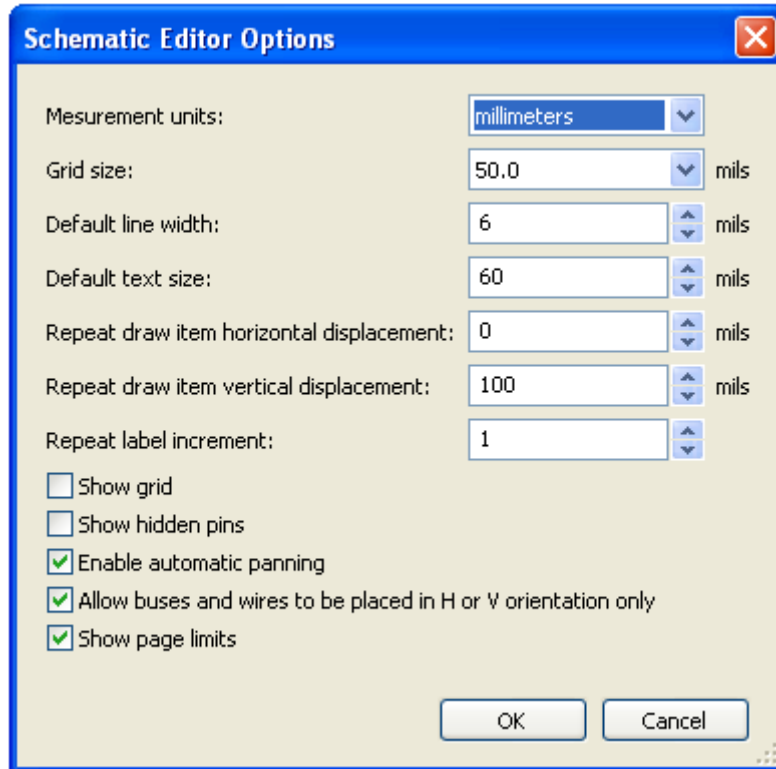 Schematic Editor Options
Mesurement units: millimeters
Grid size: 50.0 mils
Default line width: 6 mils
Default text size: 60 mils
Repeat draw item horizontal displacement: 0 mils
Repeat draw item vertical displacement: 100 mils
Repeat label increment: 1
Show grid
Show hidden pins
Enable automatic panning
Allow buses and wires to be placed in H or V orientation only
Show page limits
OK Cancel